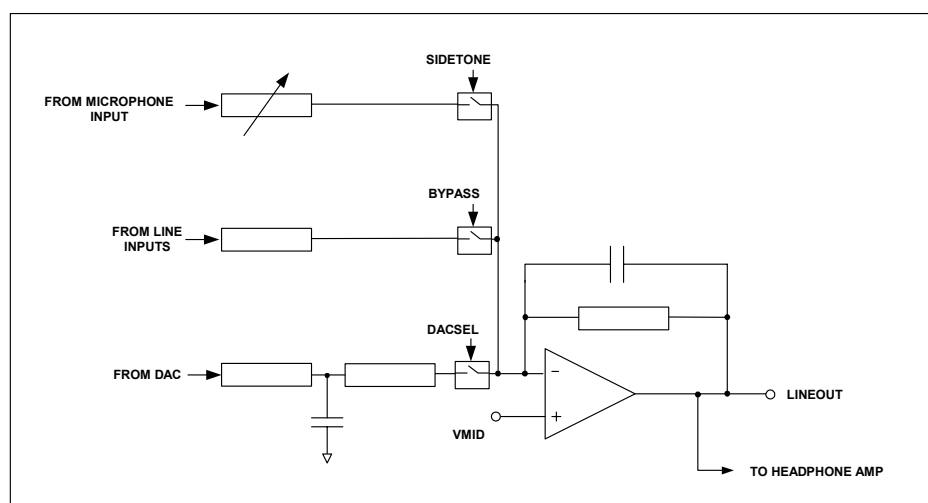 SIDETONE
FROM MICROPHONE
INPUT
BYPASS
FROM LINE
INPUTS
DACSEL
FROM DAC
−
+
VMID
LINEOUT
TO HEADPHONE AMP